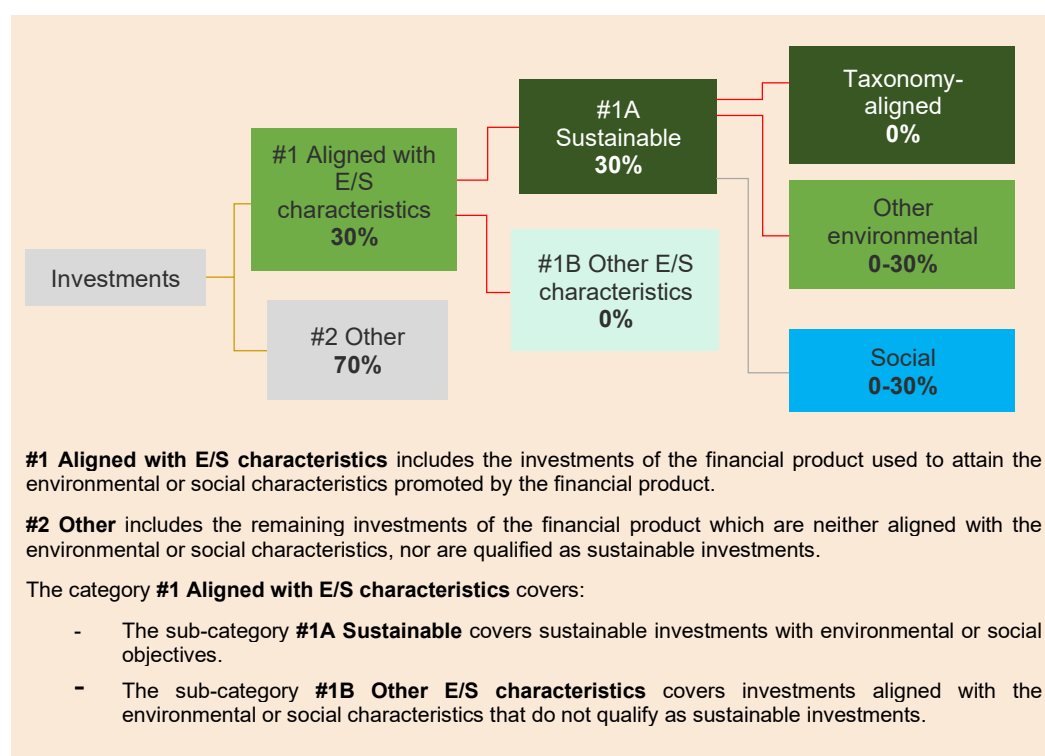 Investments
#1 Aligned with
E/S
characteristics
30%
#2 Other
70%
#1A
Sustainable
30%
#1B Other E/S
characteristics
0%
Taxonomy-
aligned
0%
Other
environmental
0-30%
Social
0-30%
#1 Aligned with E/S characteristics includes the investments of the financial product used to attain the
environmental or social characteristics promoted by the financial product.
#2 Other includes the remaining investments of the financial product which are neither aligned with the
environmental or social characteristics, nor are qualified as sustainable investments.
The category #1 Aligned with E/S characteristics covers:
- The sub-category #1A Sustainable covers sustainable investments with environmental or social
objectives.
- The sub-category #1B Other E/S characteristics covers investments aligned with the
environmental or social characteristics that do not qualify as sustainable investments.